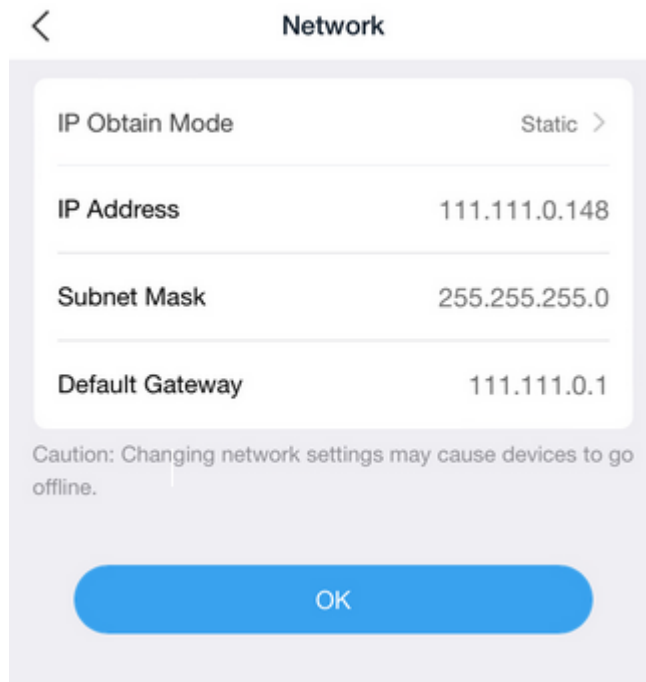 Network
IP Obtain Mode Static
IP Address 111.111.0.148
Subnet Mask 255.255.255.0
Default Gateway 111.111.0.1
Caution: Changing network settings may cause devices to go
offline.
OK